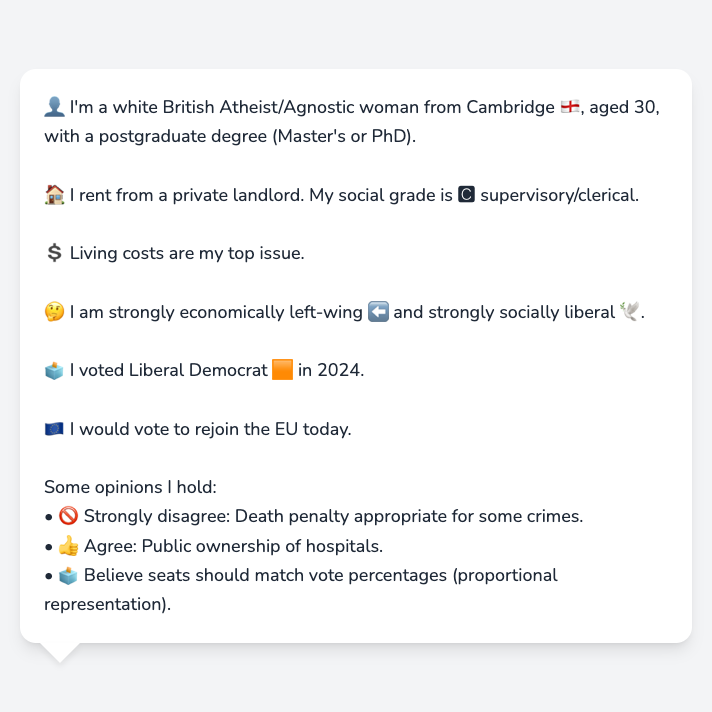 👤 I'm a white British Atheist/Agnostic woman from Cambridge 🏴󠁧󠁢󠁥󠁮󠁧󠁿, aged 30,
with a postgraduate degree (Master's or PhD).
🏠 I rent from a private landlord. My social grade is 🅲 supervisory/clerical.
💲 Living costs are my top issue.
🤔 I am strongly economically left-wing ⬅️ and strongly socially liberal 🕊️.
🗳️ I voted Liberal Democrat 🟧 in 2024.
🇪🇺 I would vote to rejoin the EU today.
Some opinions I hold:
• 🚫 Strongly disagree: Death penalty appropriate for some crimes.
• 👍 Agree: Public ownership of hospitals.
• 🗳️ Believe seats should match vote percentages (proportional
representation).